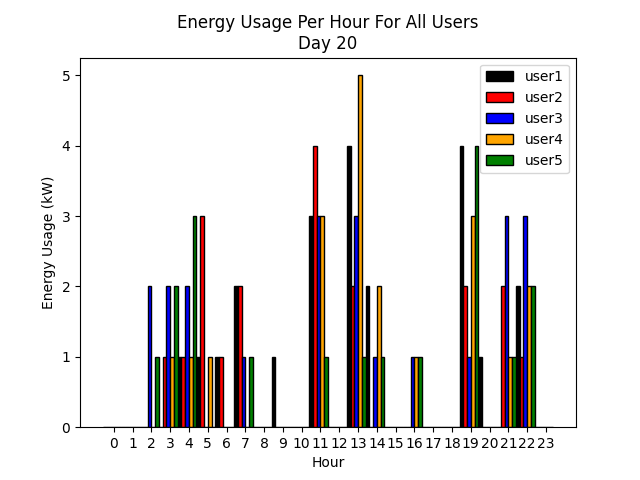 Energy Usage Per Hour For All Users
Day 20
user1
user2
user3
user4
user5
Energy Usage (kW)
5
4
3
2
1
0
0 1 2 3 4 5 6 7 8 9 10 11 12 13 14 15 16 17 18 19 20 21 22 23
Hour